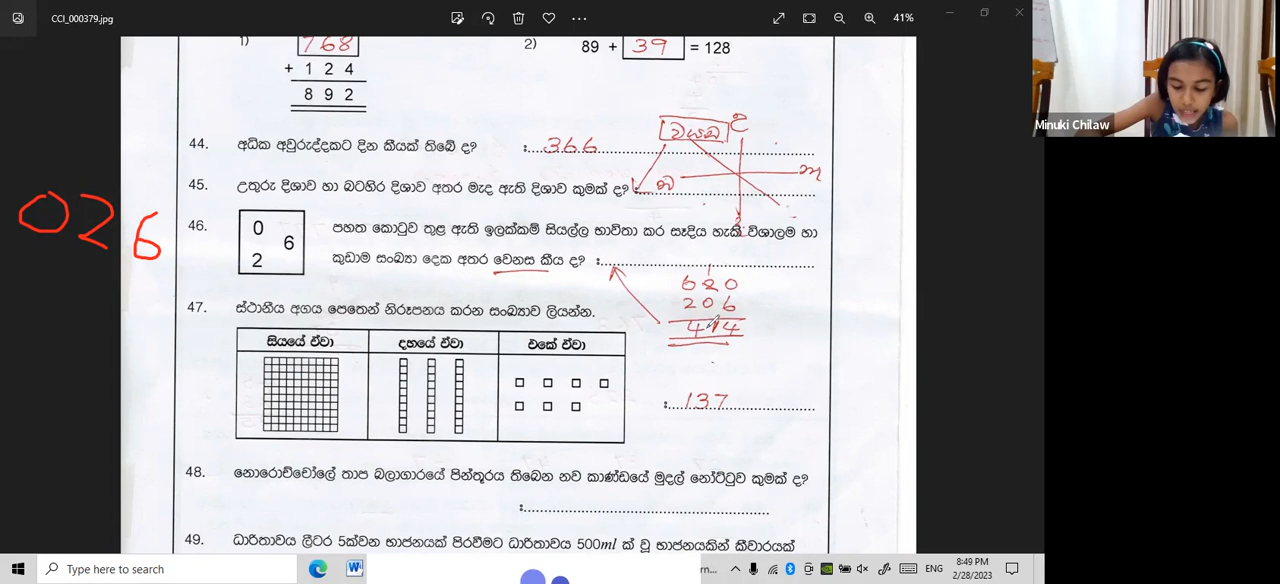 CCI_000379.jpg
41%
Minuki Chilaw
1) 768
+ 1 2 4
8 9 2
2) 89 + 39 = 128
44. අධික අවුරුද්දකට දින කීයක් තිබේ ද? : 366
වයඹ
උ
බ
නැ
45. උතුරු දිශාව හා බටහිර දිශාව අතර මැද ඇති දිශාව කුමක් ද? :
026
46. 0 6 2
පහත කොටුව තුළ ඇති ඉලක්කම් සියල්ල භාවිතා කර සෑදිය හැකි විශාලම හා
කුඩාම සංඛ්‍යා දෙක අතර වෙනස කීය ද? :
620
206
414
47. ස්ථානීය අගය පෙතෙන් නිරූපනය කරන සංඛ්‍යාව ලියන්න.
සියයේ ඒවා දහයේ ඒවා එකේ ඒවා
: 137
48. නොරොච්චෝලේ තාප බලාගාරයේ පින්තූරය තිබෙන නව කාණ්ඩයේ මුදල් නෝට්ටුව කුමක් ද?
:
49. ධාරිතාවය ලීටර 5ක්වන භාජනයක් පිරවීමට ධාරිතාවය 500ml ක් වූ භාජනයකින් කීවාරයක්
Type here to search
rn...
ENG
8:49 PM
2/28/2023